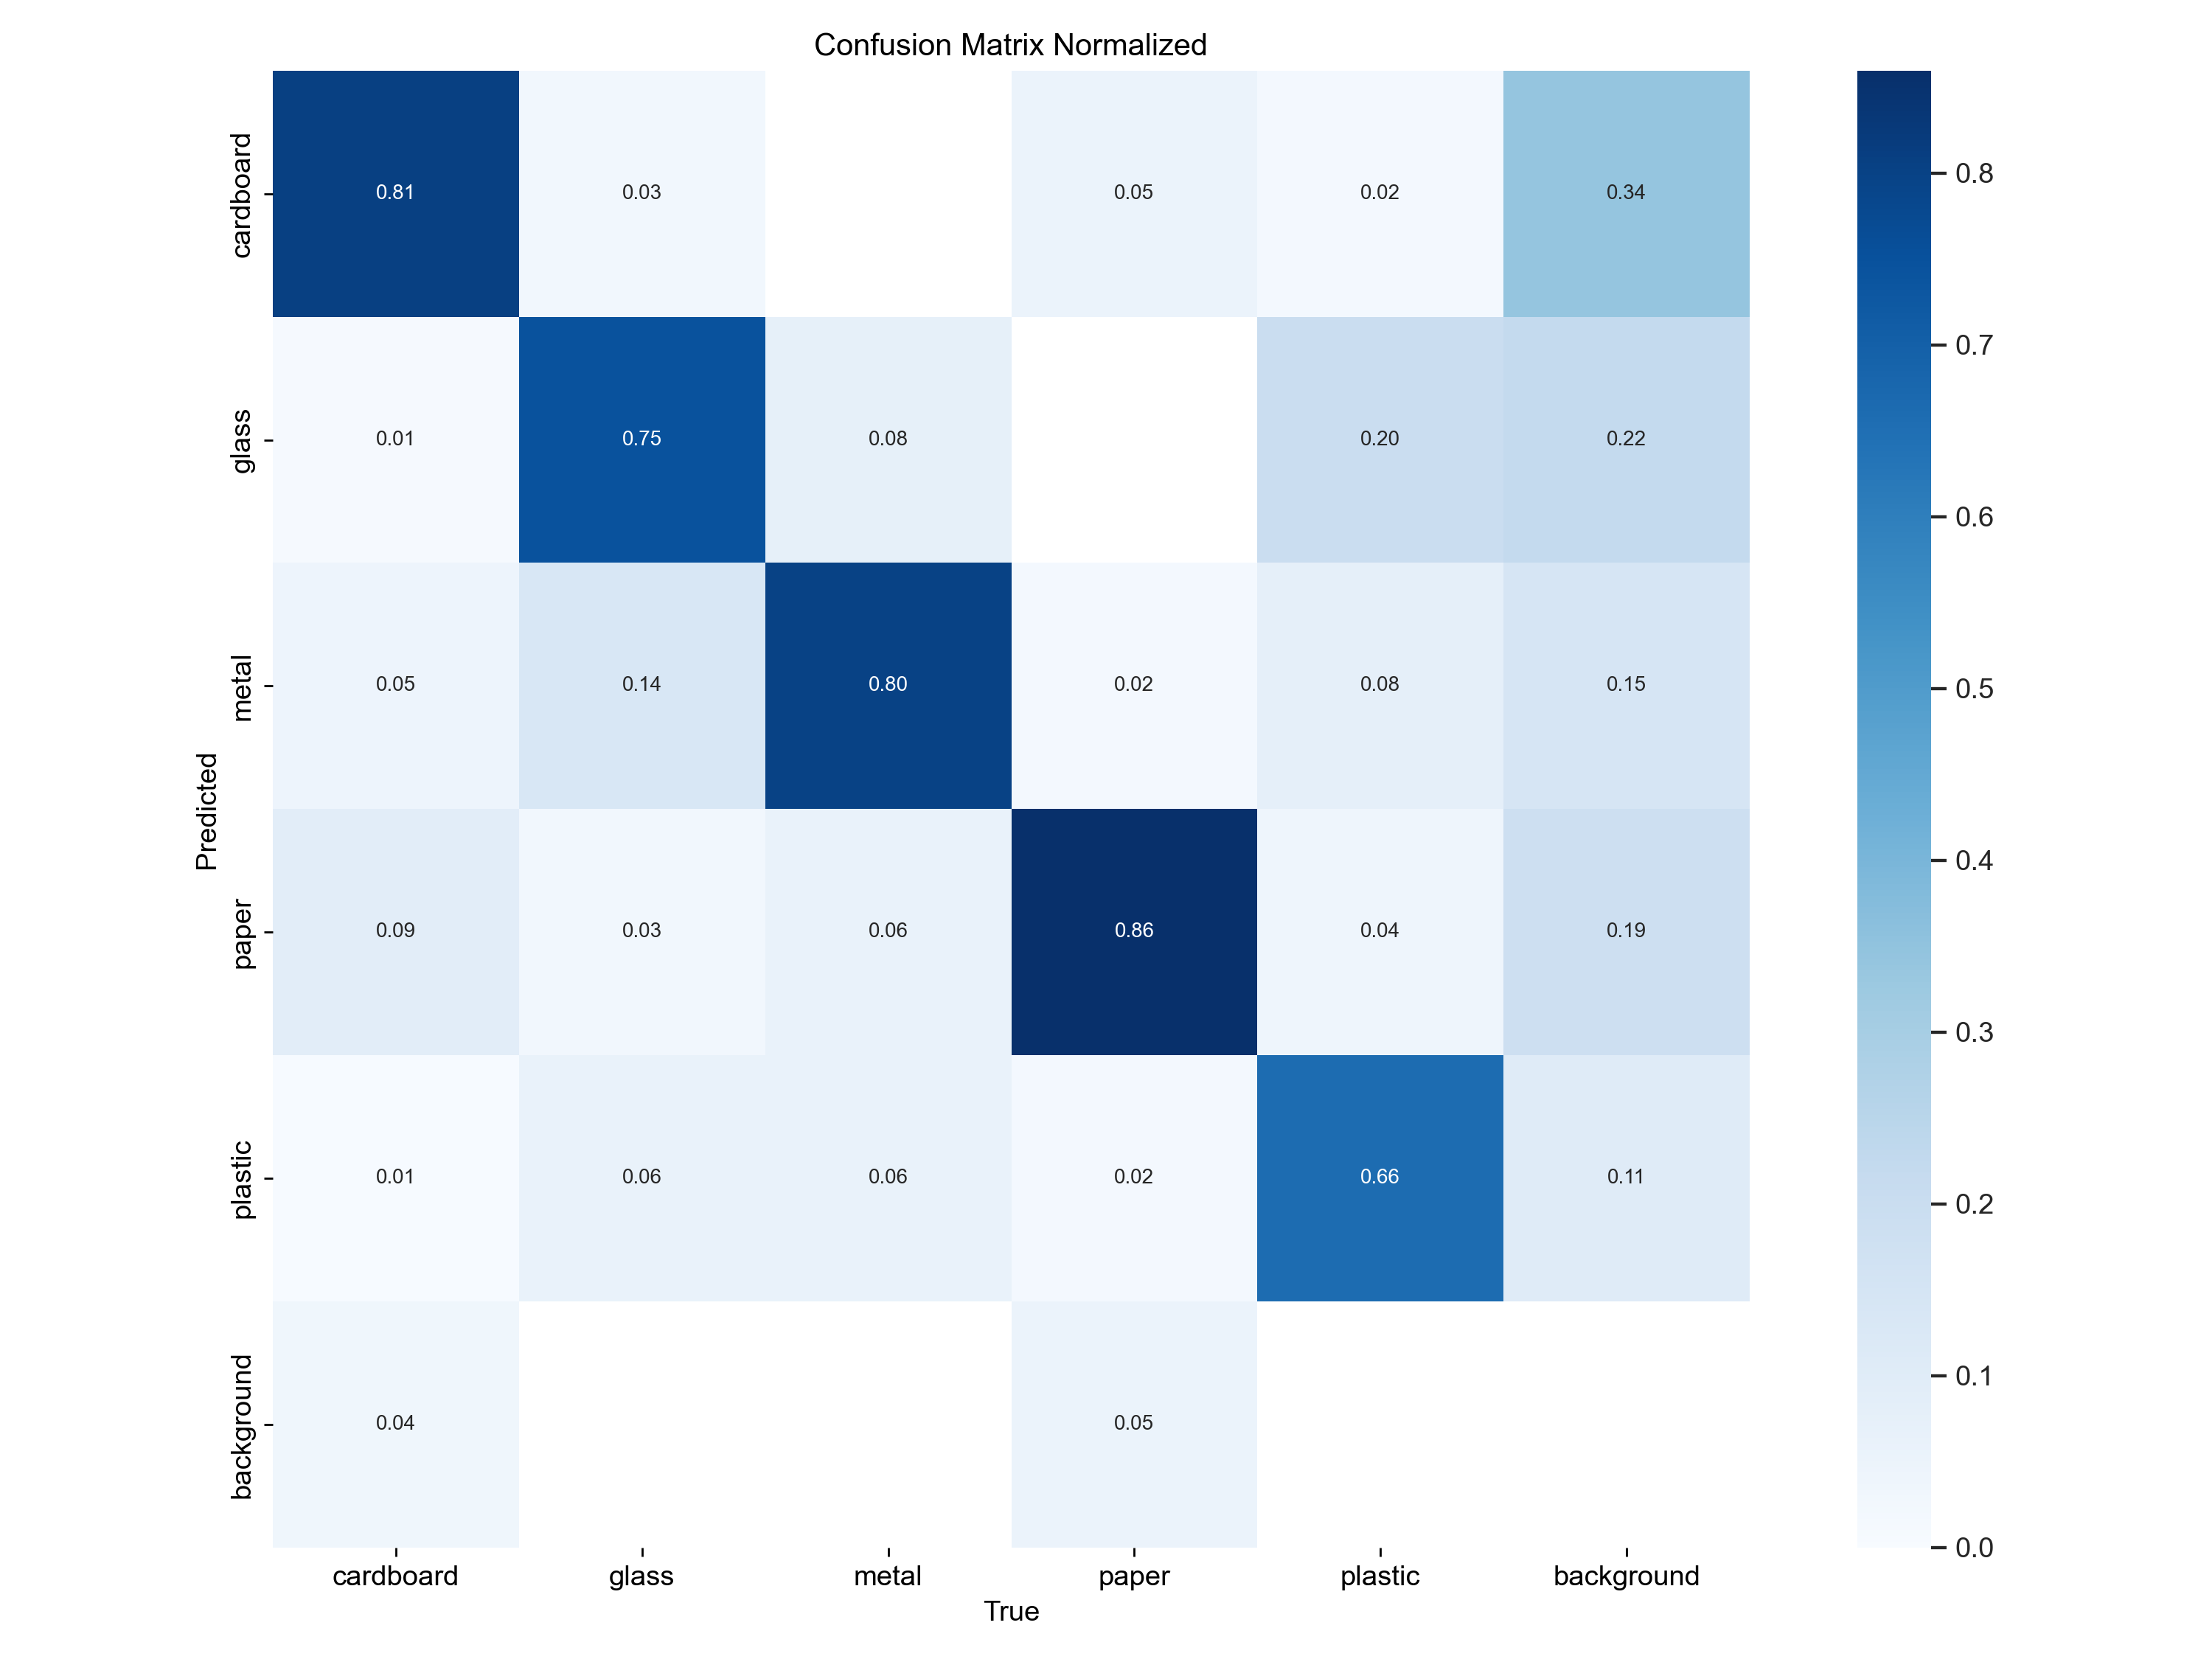 Confusion Matrix Normalized
cardboard
0.81
0.03
0.05
0.02
0.34
glass
0.01
0.75
0.08
0.20
0.22
metal
0.05
0.14
0.80
0.02
0.08
0.15
Predicted
paper
0.09
0.03
0.06
0.86
0.04
0.19
plastic
0.01
0.06
0.06
0.02
0.66
0.11
background
0.04
0.05
cardboard
glass
metal
paper
plastic
background
True
0.8
0.7
0.6
0.5
0.4
0.3
0.2
0.1
0.0